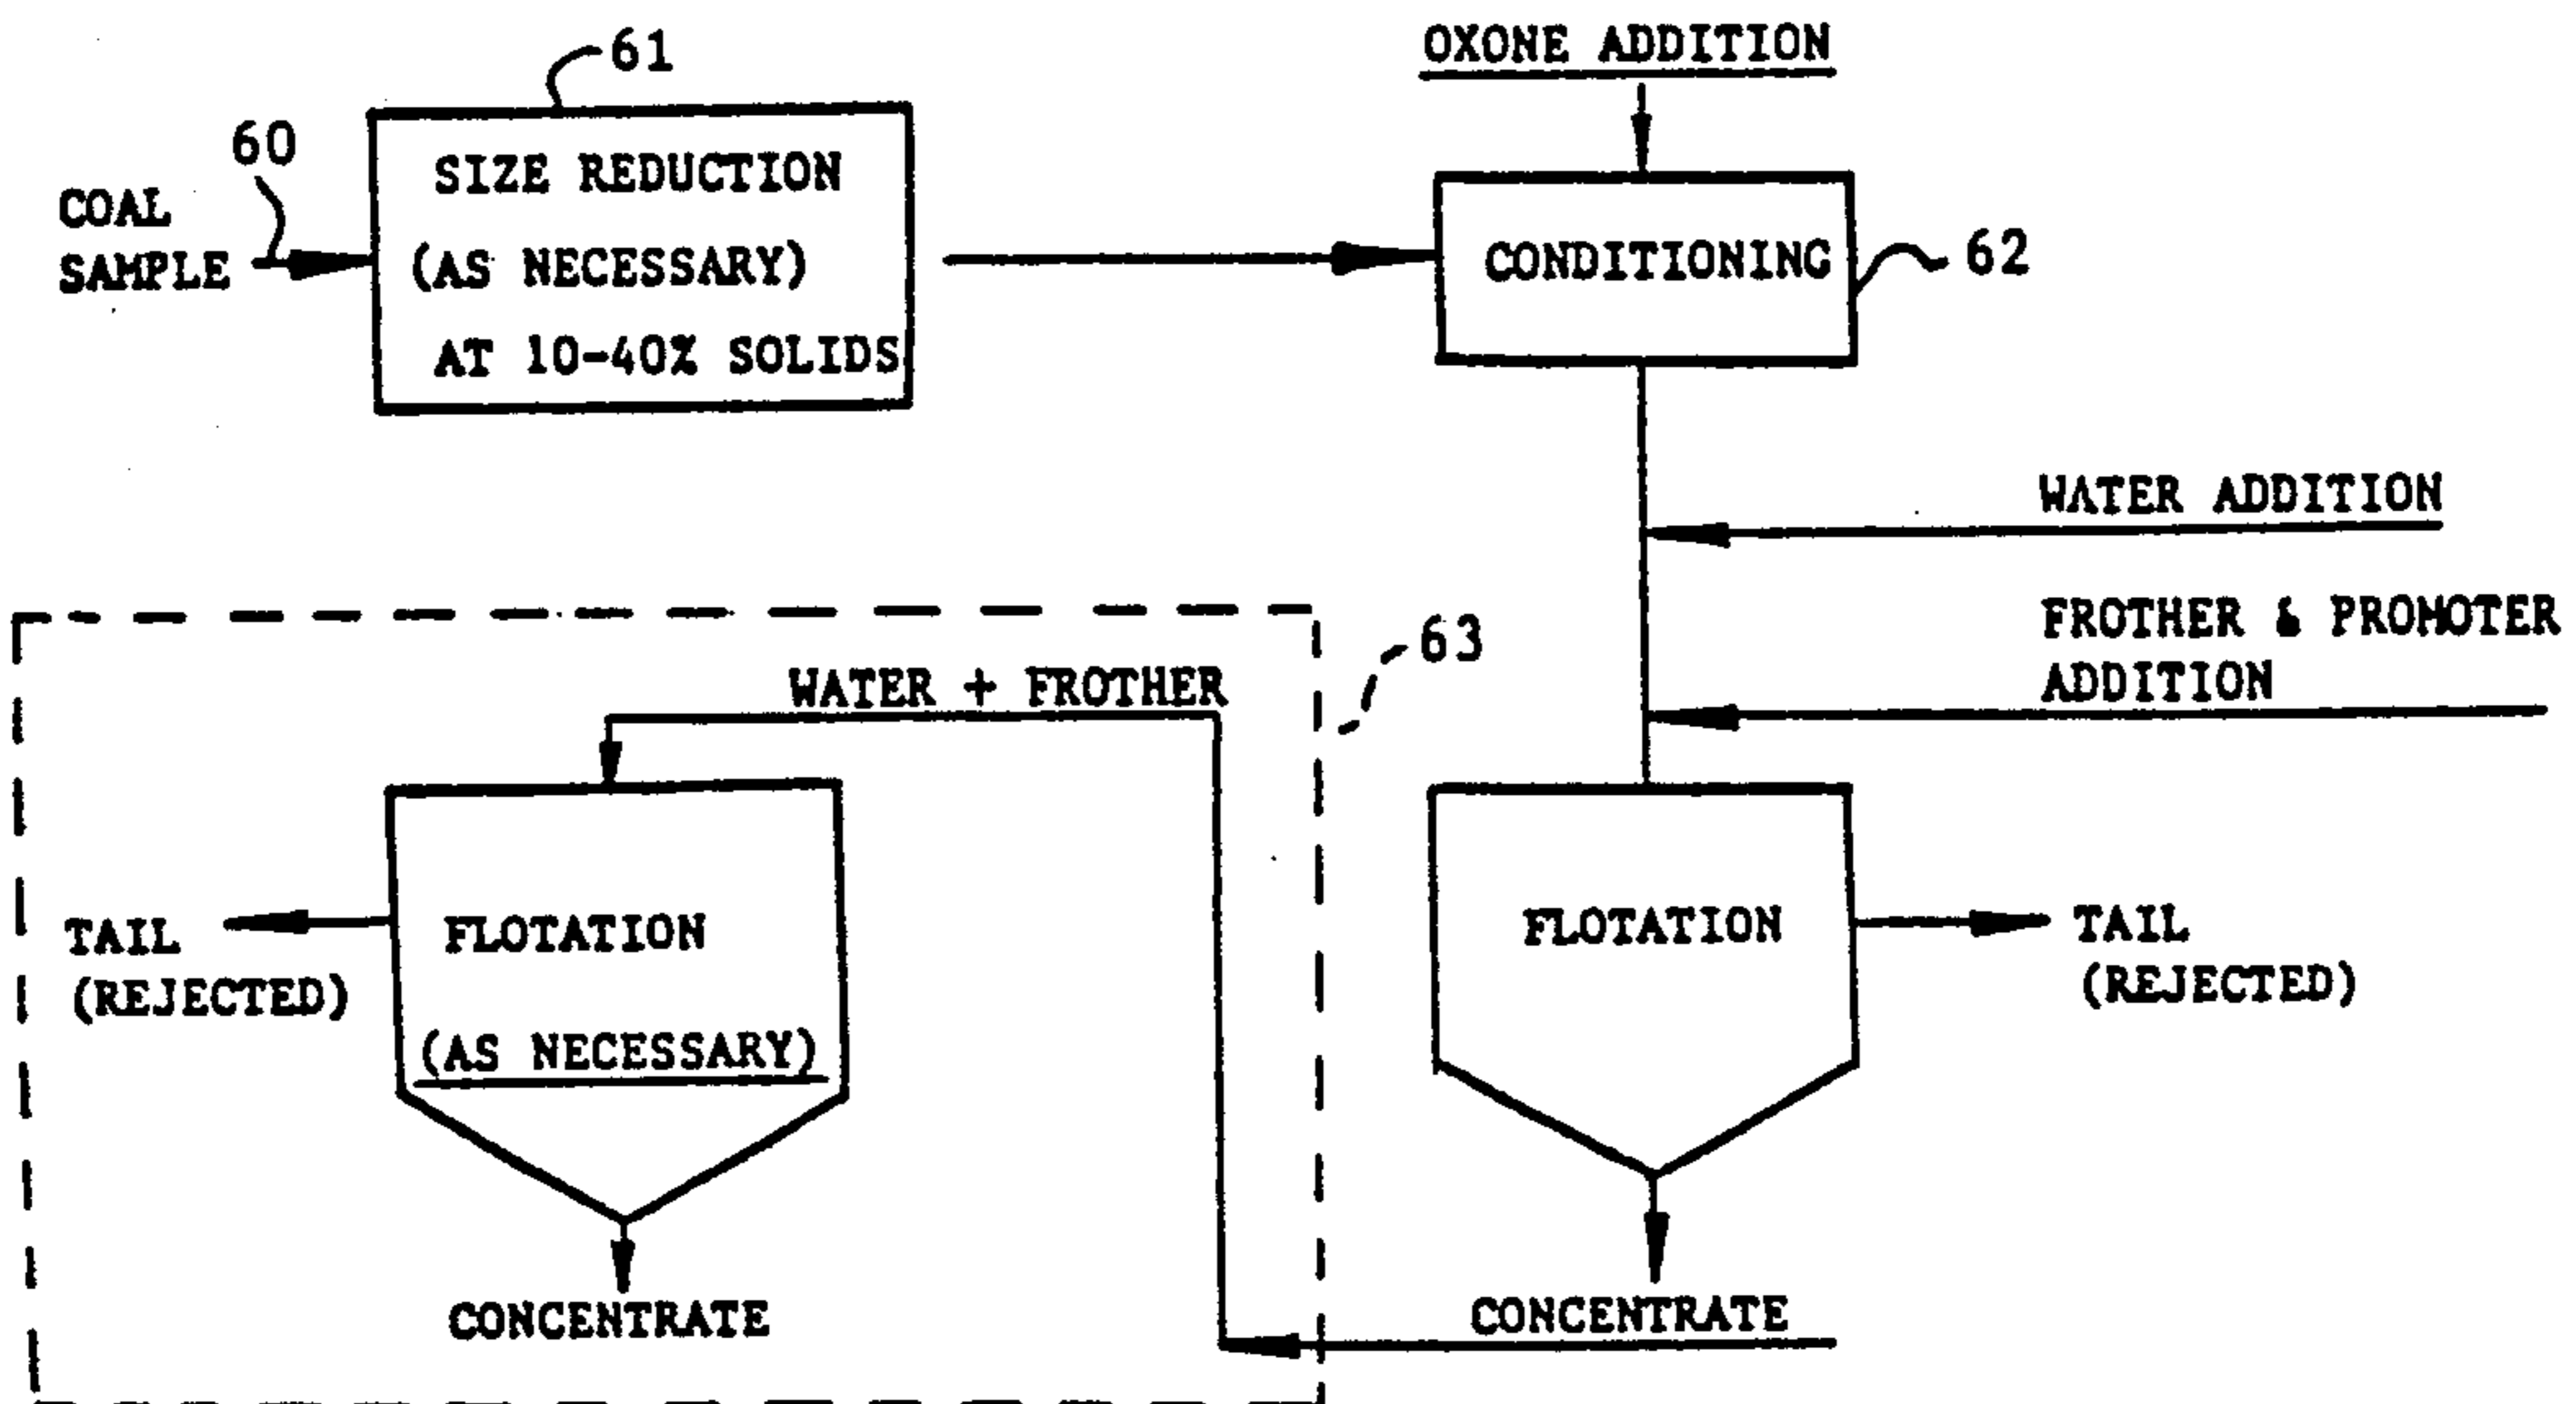 61
OXONE ADDITION
60
COAL
SAMPLE
SIZE REDUCTION
(AS NECESSARY)
AT 10-40% SOLIDS
CONDITIONING
62
WATER ADDITION
FROTHER & PROMOTER
ADDITION
63
WATER + FROTHER
FLOTATION
TAIL
(REJECTED)
CONCENTRATE
TAIL
(REJECTED)
FLOTATION
(AS NECESSARY)
CONCENTRATE